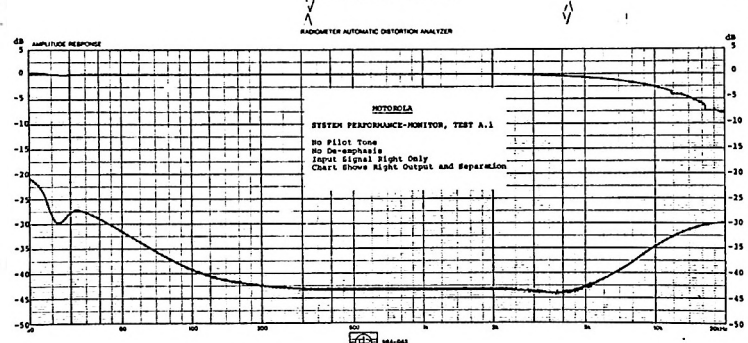 RADIOMETER AUTOMATIC DISTORTION ANALYZER
dB
AMPLITUDE RESPONSE
dB
5
0
-5
-10
-15
-20
-25
-30
-35
-40
-45
-50
5
0
-5
-10
-15
-20
-25
-30
-35
-40
-45
-50
MOTOROLA
SYSTEM PERFORMANCE-MONITOR, TEST A.1
No Pilot Tone
No De-emphasis
Input Signal Right Only
Chart Shows Right Output and Separation
20
50
100
200
500
1k
2k
5k
10k
20kHz